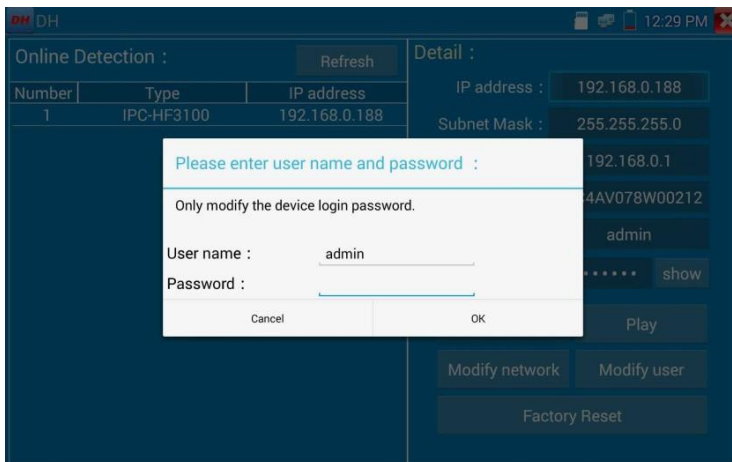 DH DH
12:29 PM
Online Detection :
Refresh
Number Type IP address
1 IPC-HF3100 192.168.0.188
Detail :
IP address : 192.168.0.188
Subnet Mask : 255.255.255.0
192.168.0.1
4AV078W00212
admin
•••••• show
Play
Modify network Modify user
Factory Reset
Please enter user name and password :
Only modify the device login password.
User name : admin
Password :
Cancel OK